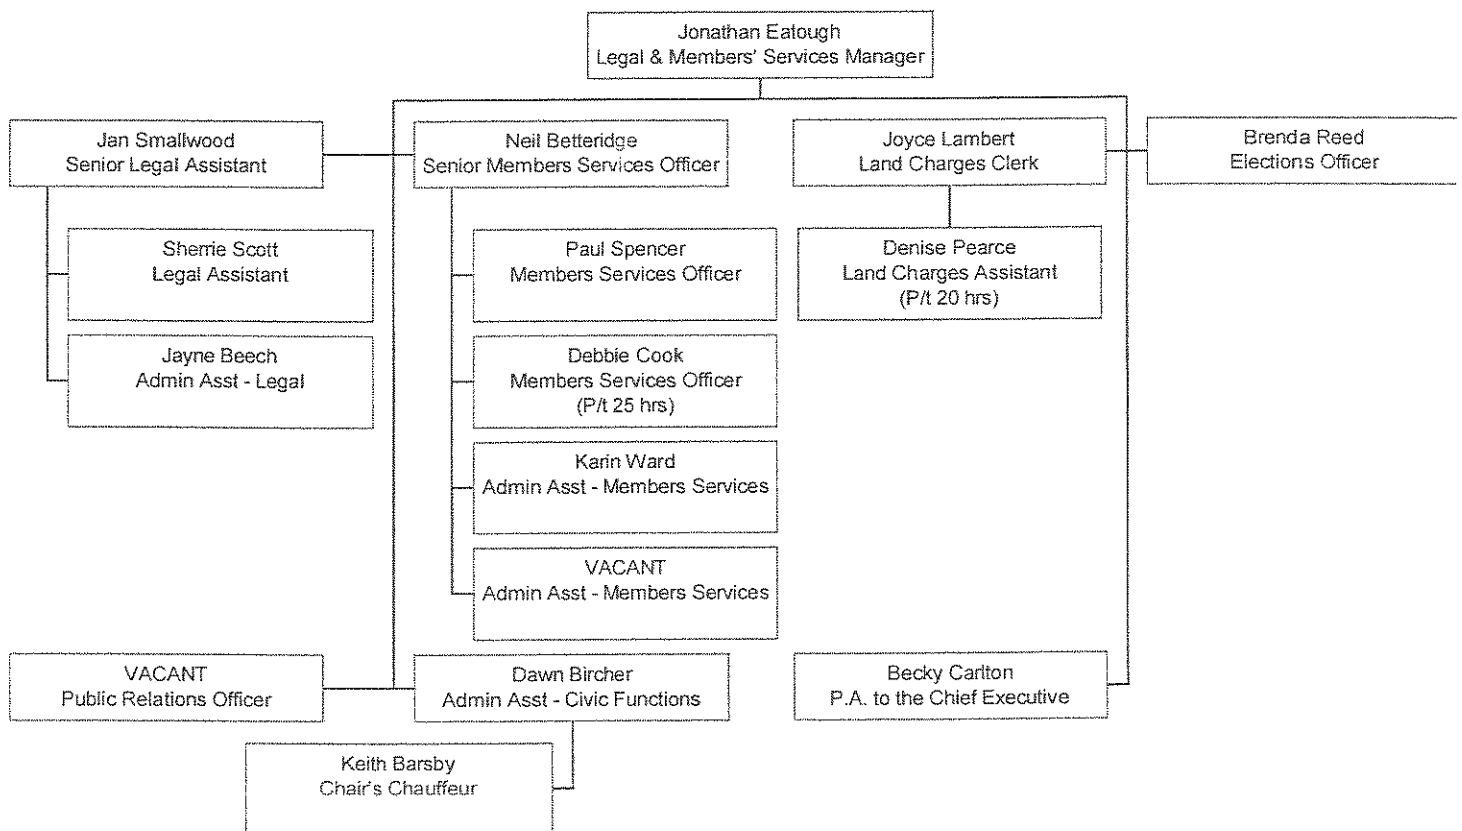 Jonathan Eatough
Legal & Members' Services Manager
Jan Smallwood
Senior Legal Assistant
Neil Betteridge
Senior Members Services Officer
Joyce Lambert
Land Charges Clerk
Brenda Reed
Elections Officer
Sherrie Scott
Legal Assistant
Paul Spencer
Members Services Officer
Denise Pearce
Land Charges Assistant
(P/t 20 hrs)
Jayne Beech
Admin Asst - Legal
Debbie Cook
Members Services Officer
(P/t 25 hrs)
Karin Ward
Admin Asst - Members Services
VACANT
Admin Asst - Members Services
VACANT
Public Relations Officer
Dawn Bircher
Admin Asst - Civic Functions
Becky Carlton
P.A. to the Chief Executive
Keith Barsby
Chair's Chauffeur